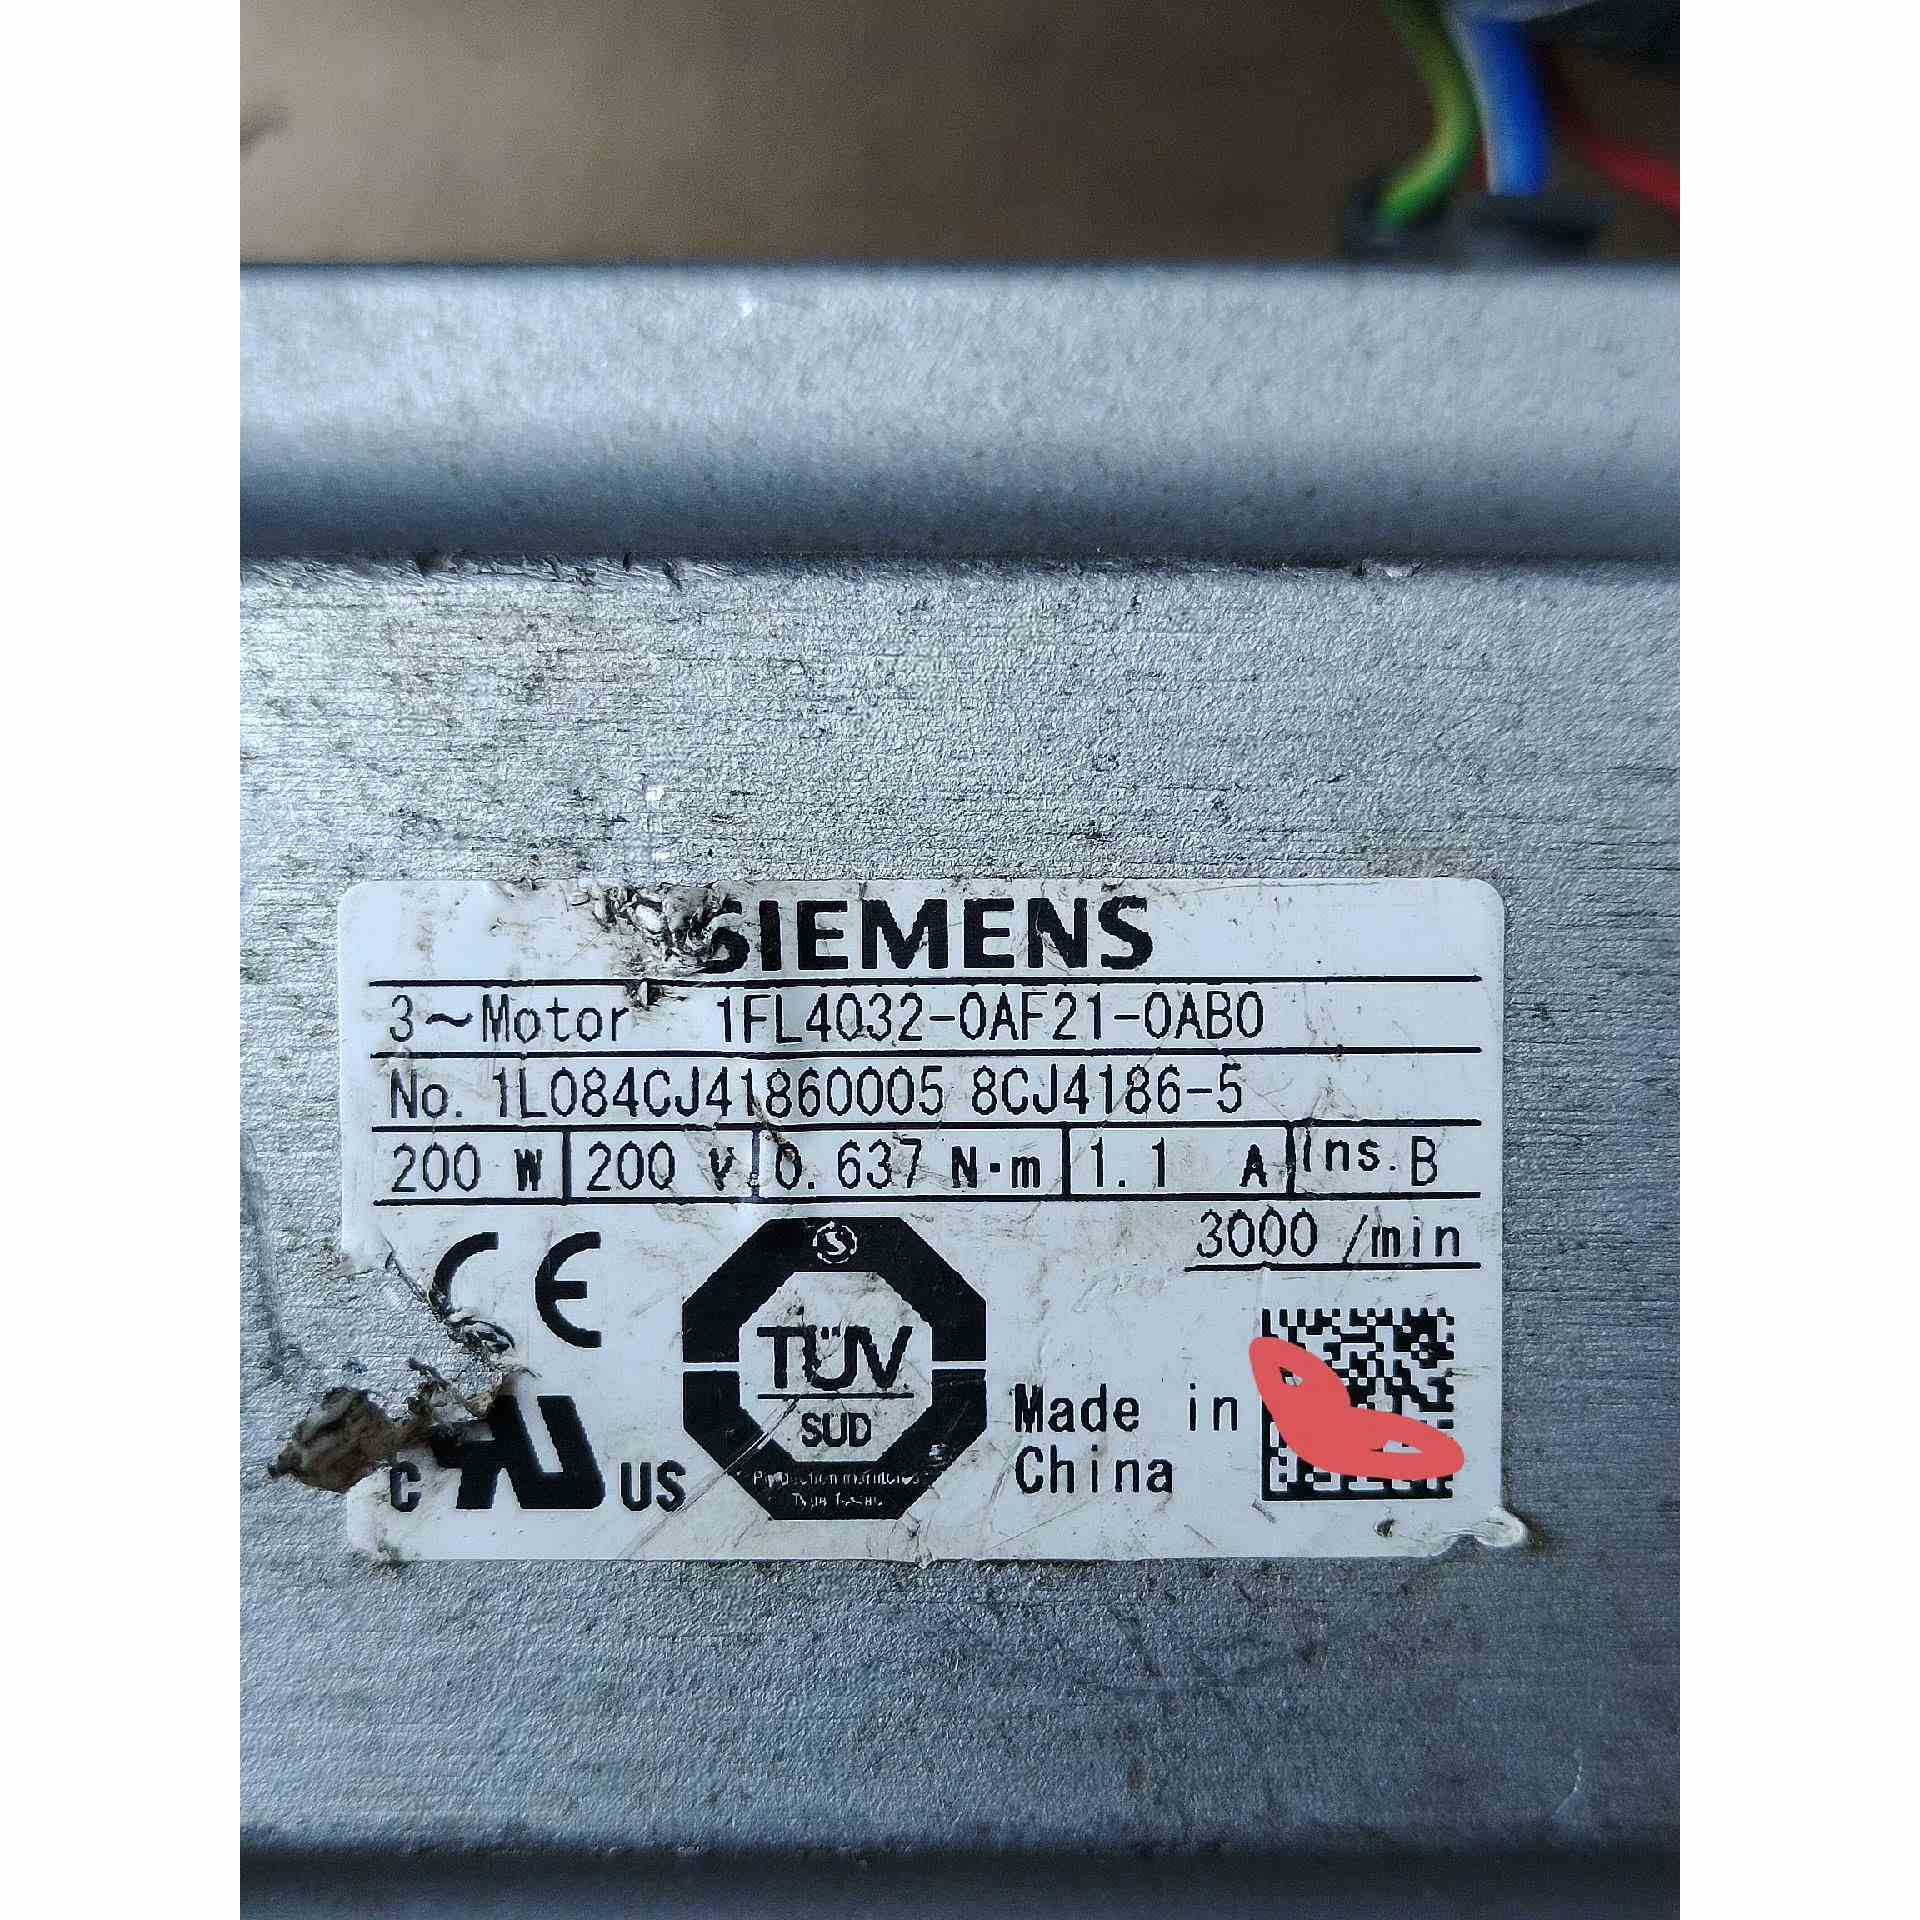 SIEMENS
3~Motor 1FL4032-0AF21-0AB0
No. 1L084CJ41860005 8CJ4186-5
200 W 200 V 0.637 N·m 1.1 A Ins.B
3000 /min
CE
TÜV
SÜD
Made in
China
C US